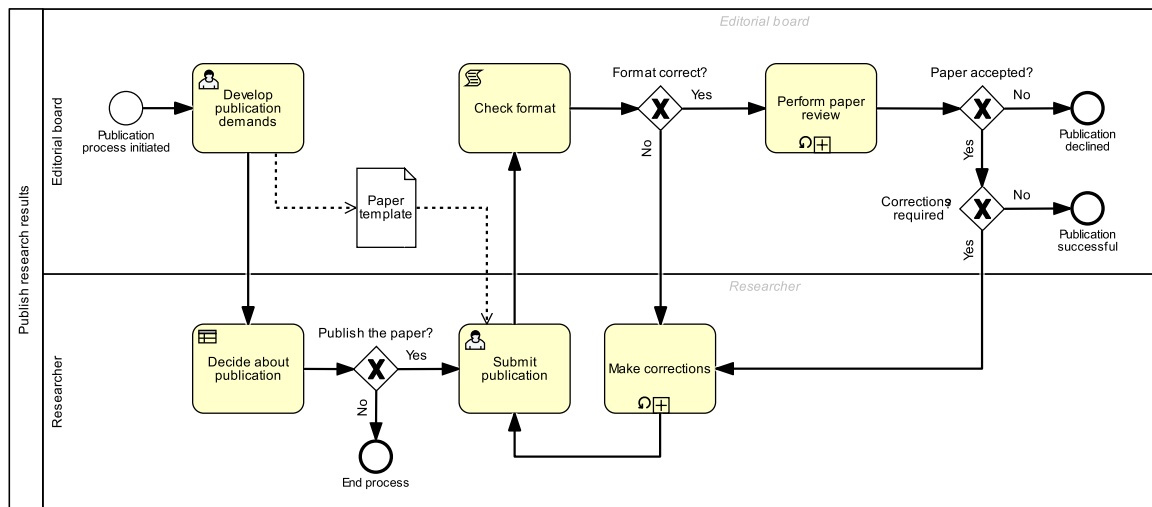 Editorial board
Publish research results
Editorial board
Publication
process initiated
Develop
publication
demands
Paper
template
Check format
Format correct?
Yes
No
Perform paper
review
Paper accepted?
No
Yes
Publication
declined
Corrections
required?
No
Yes
Publication
successful
Researcher
Researcher
Decide about
publication
Publish the paper?
Yes
No
End process
Submit
publication
Make corrections